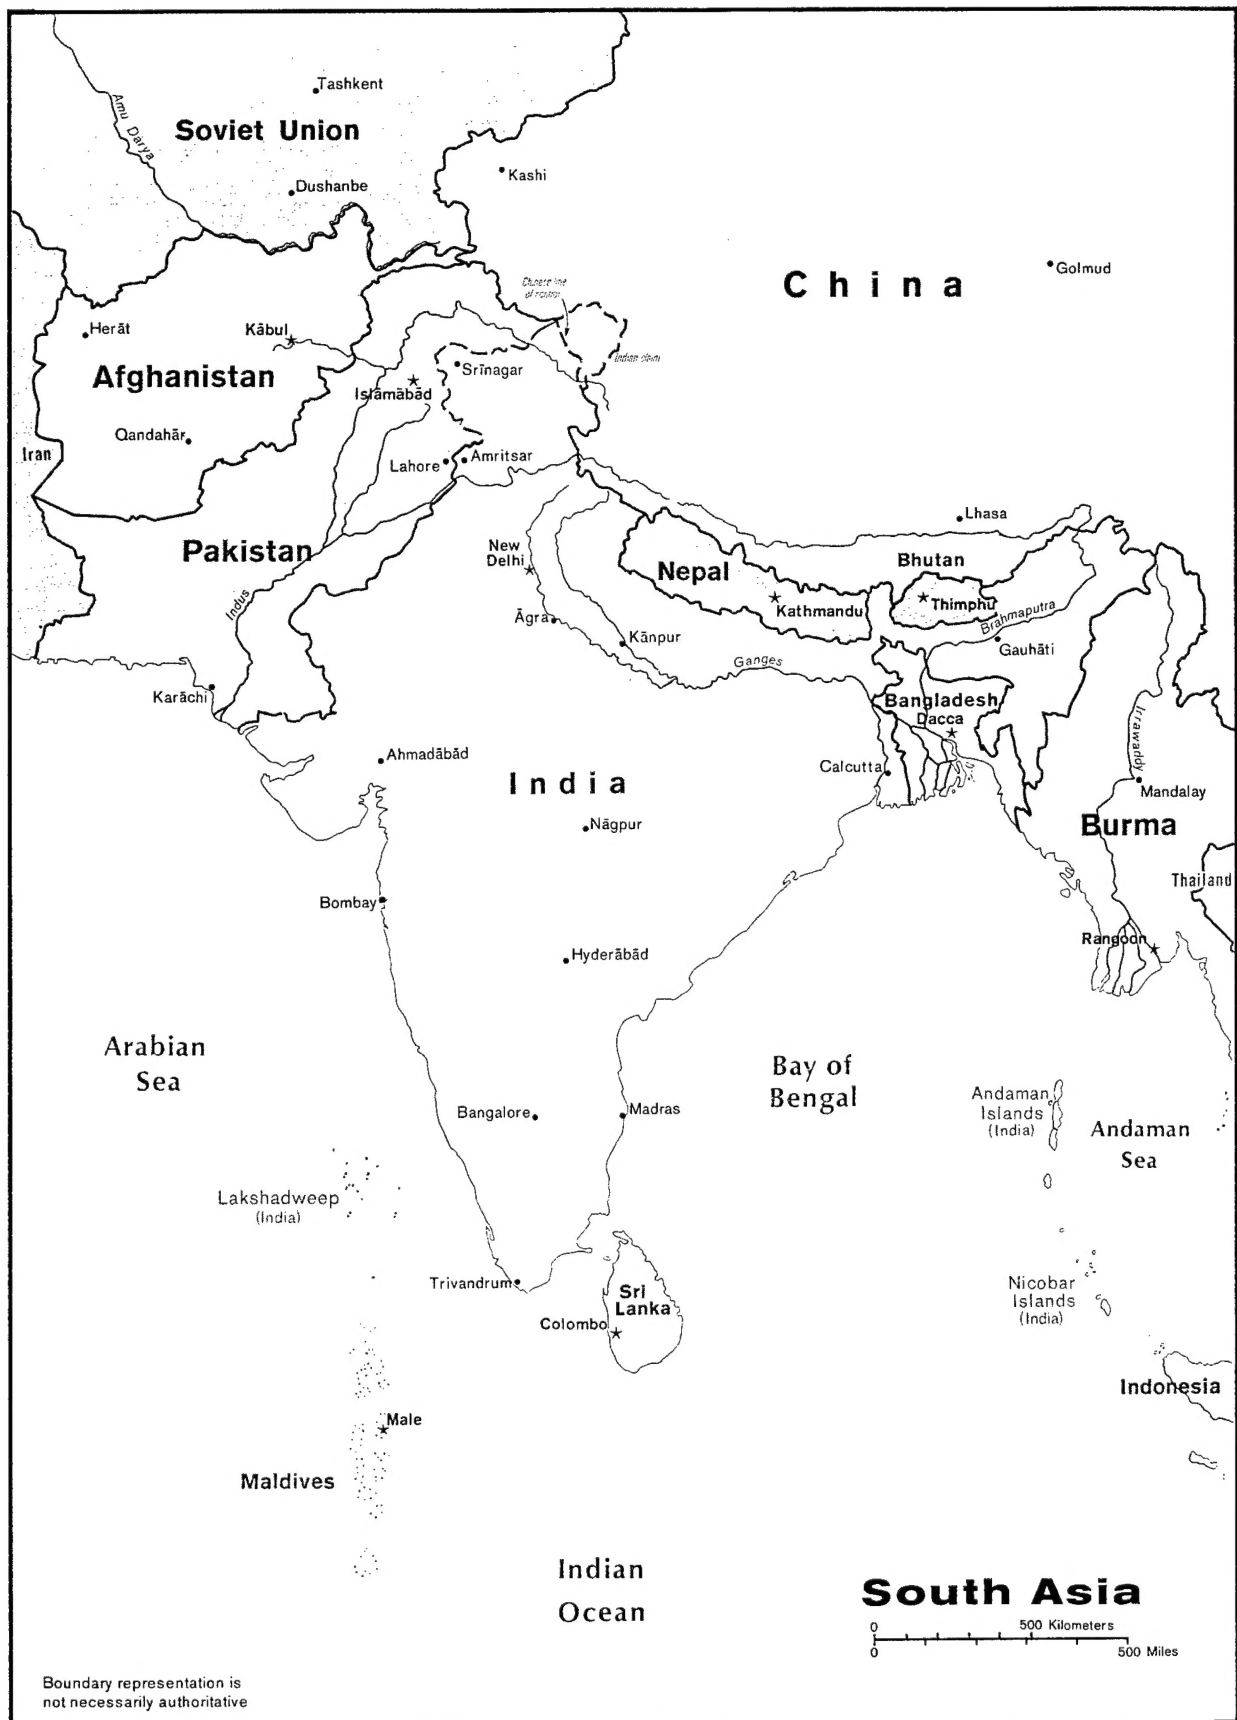 Tashkent
Amu Darya
Soviet Union
Kashi
Dushanbe
Golmud
China
Chinese line
of control
Indian claim
Herāt
Kābul
Afghanistan
Srīnagar
Islāmābād
Qandahār
Iran
Lahore
Amritsar
Lhasa
Pakistan
New
Delhi
Nepal
Bhutan
Kathmandu
Thimphu
Indus
Āgra
Kānpur
Brahmaputra
Gauhāti
Ganges
Karāchi
Bangladesh
Dacca
Irrawaddy
Ahmadābād
Calcutta
India
Mandalay
Nāgpur
Burma
Thailand
Bombay
Rangoon
Hyderābād
Arabian
Sea
Bay of
Bengal
Andaman
Islands
(India)
Bangalore
Madras
Andaman
Sea
Lakshadweep
(India)
Trivandrum
Sri
Lanka
Nicobar
Islands
(India)
Colombo
Indonesia
Male
Maldives
Indian
Ocean
South Asia
0 500 Kilometers
0 500 Miles
Boundary representation is
not necessarily authoritative